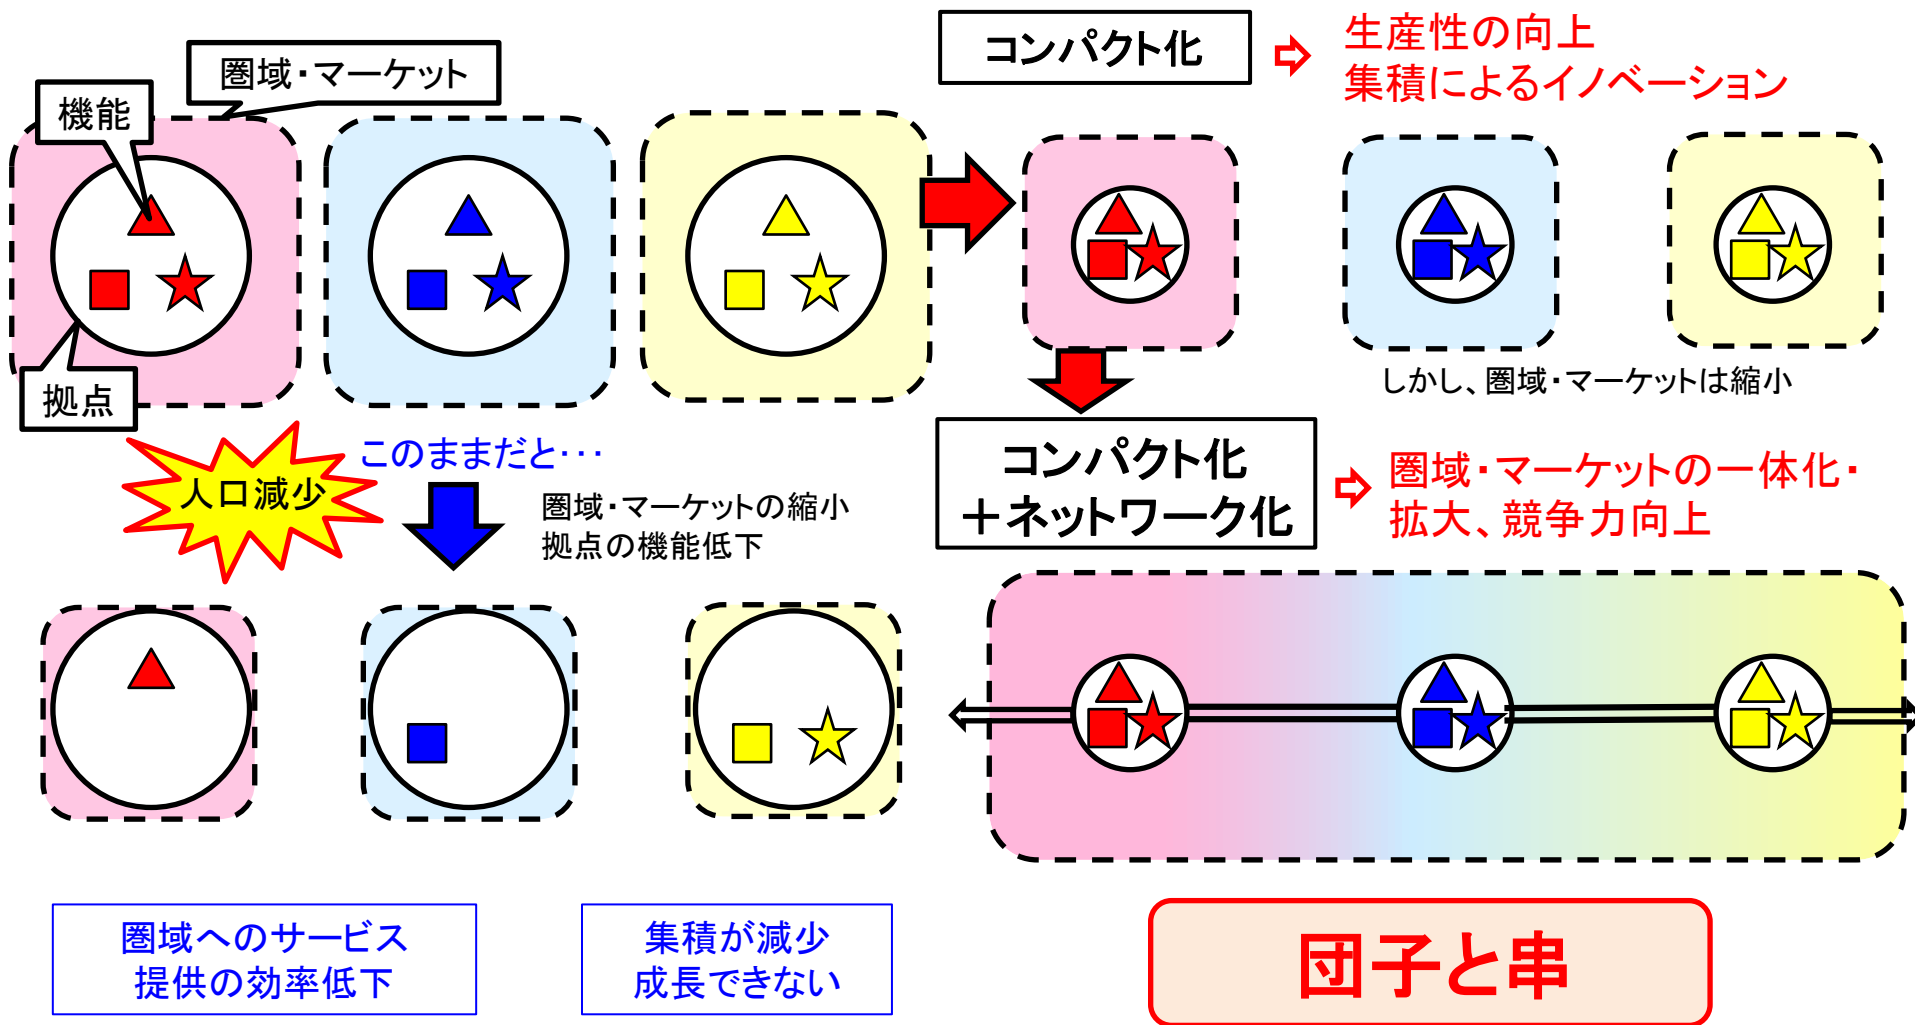 圏域・マーケット
機能
拠点
人口減少
このままだと・・・
圏域・マーケットの縮小
拠点の機能低下
圏域へのサービス
提供の効率低下
集積が減少
成長できない
コンパクト化
生産性の向上
集積によるイノベーション
しかし、圏域・マーケットは縮小
コンパクト化
＋ネットワーク化
圏域・マーケットの一体化・
拡大、競争力向上
団子と串